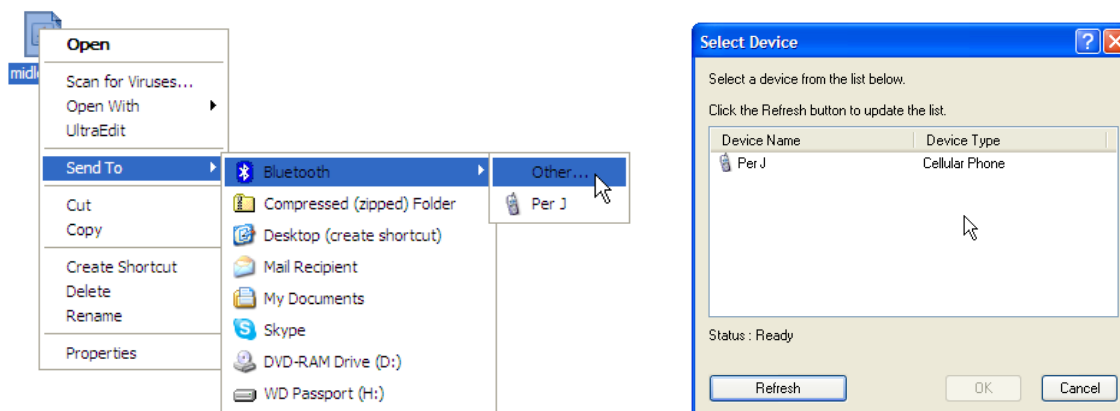 Open
Scan for Viruses...
Open With
UltraEdit
Send To
Cut
Copy
Create Shortcut
Delete
Rename
Properties
Bluetooth
Compressed (zipped) Folder
Desktop (create shortcut)
Mail Recipient
My Documents
Skype
DVD-RAM Drive (D:)
WD Passport (H:)
Other...
Per J
Select Device
Select a device from the list below.
Click the Refresh button to update the list.
Device Name Device Type
Per J Cellular Phone
Status : Ready
Refresh OK Cancel